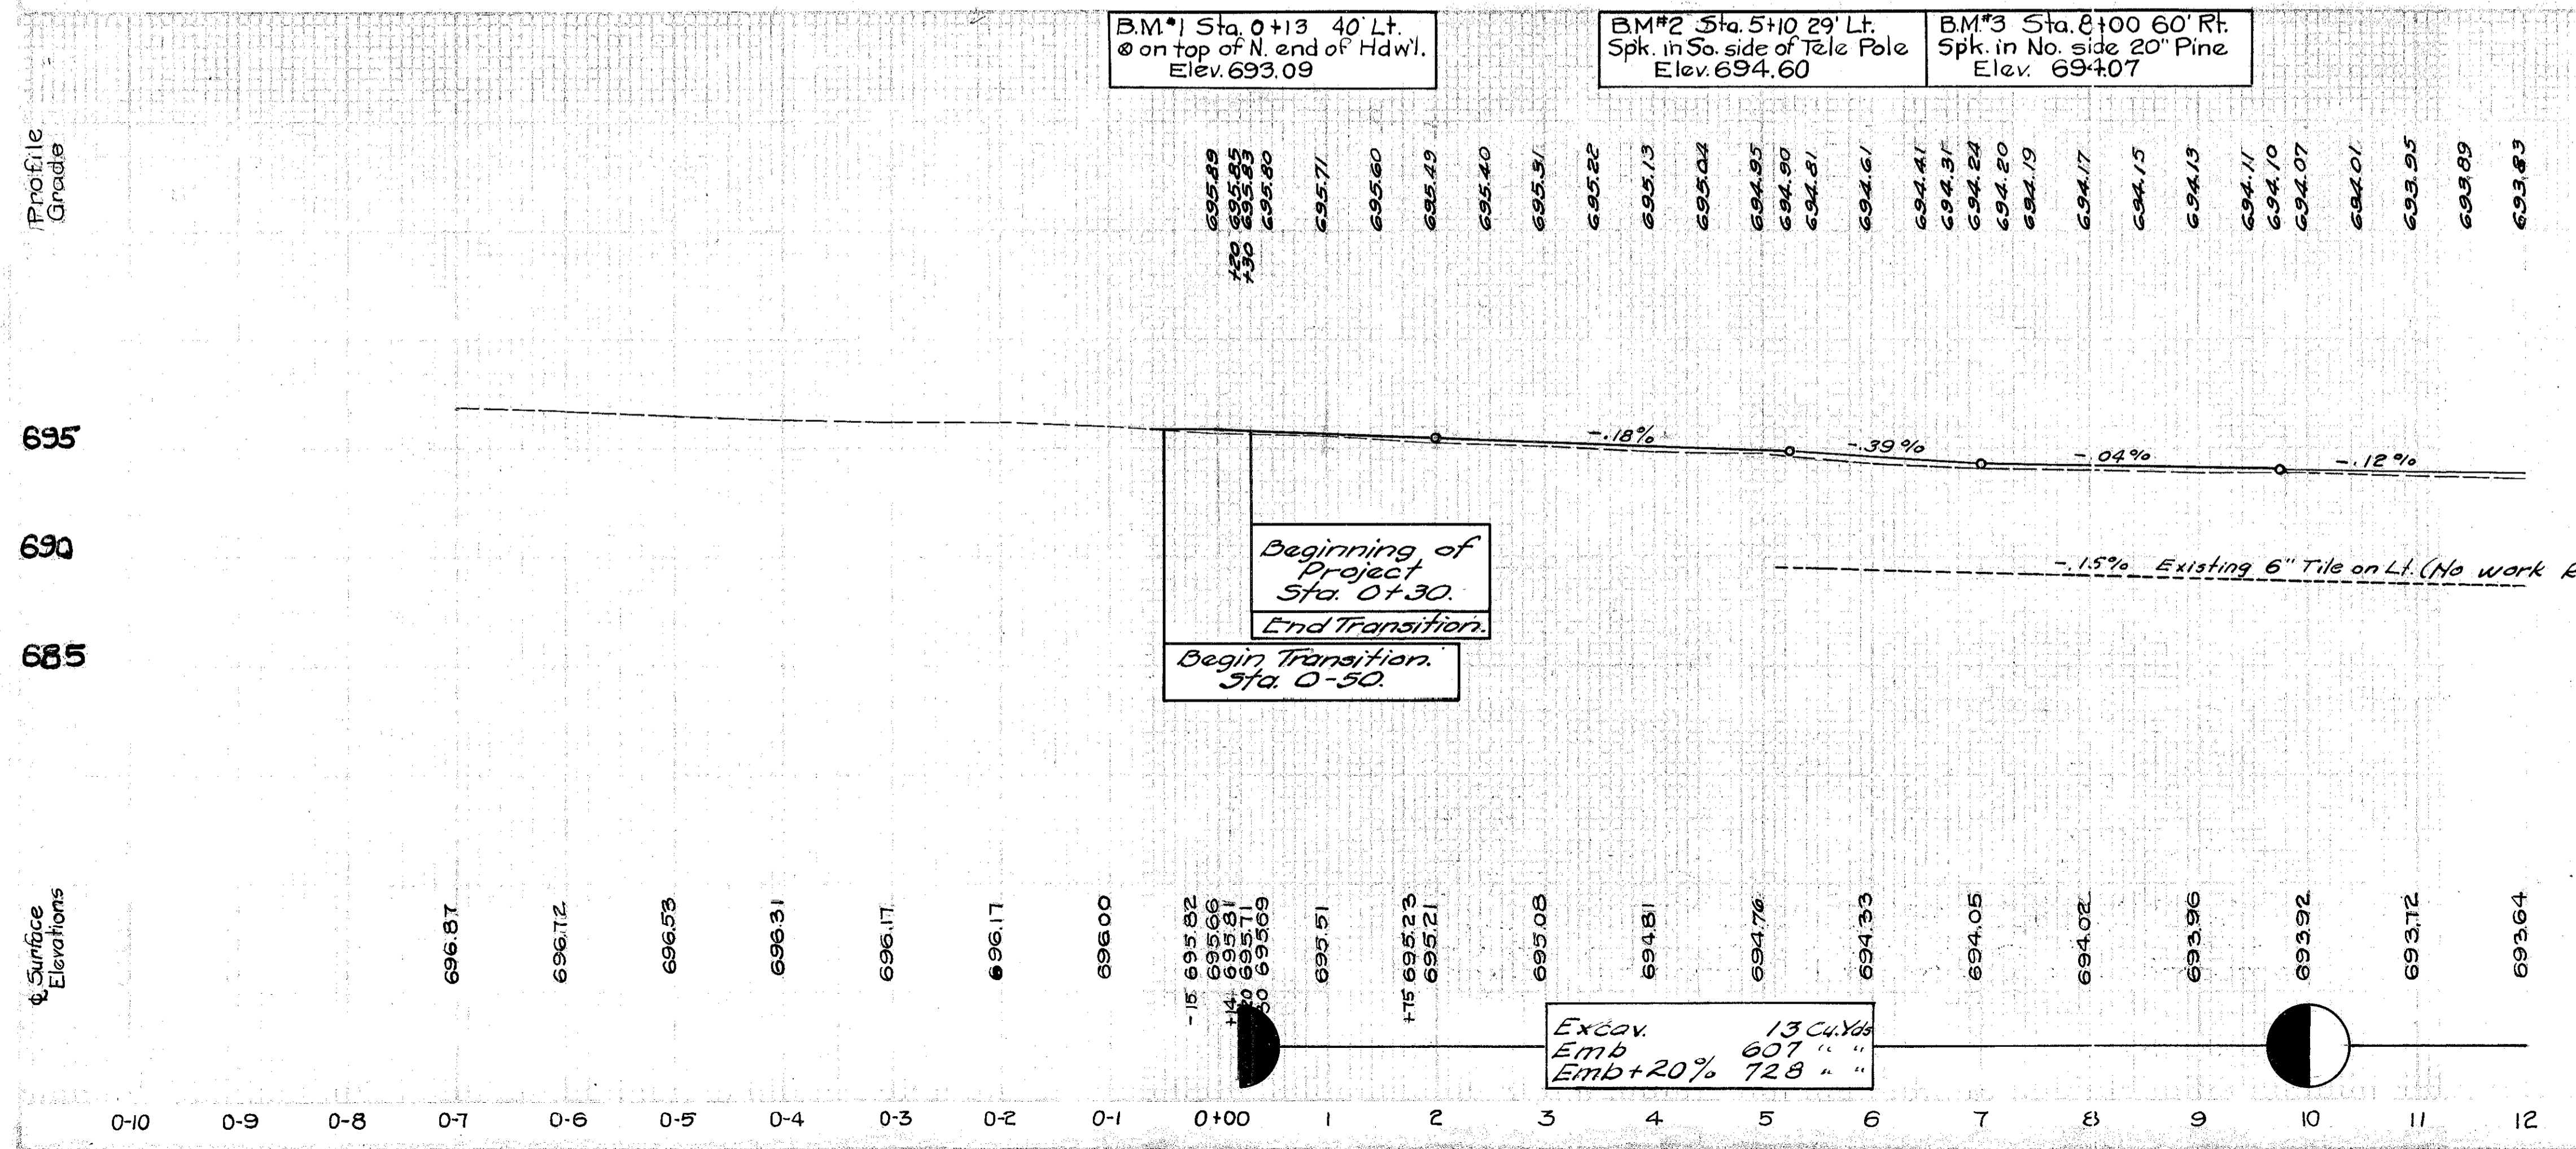 B.M.#1 Sta. 0+13 40' Lt.
⊗ on top of N. end of Hdw'l.
Elev. 693.09
B.M.#2 Sta. 5+10 29' Lt.
Spk. in So. side of Tele Pole
Elev. 694.60
B.M.#3 Sta. 8+00 60' Rt.
Spk. in No. side 20" Pine
Elev. 694.07
Profile
Grade
695.89
+20 695.85
+30 695.83
695.80
695.71
695.60
695.49
695.40
695.31
695.22
695.13
695.04
694.95
694.90
694.81
694.61
694.41
694.31
694.24
694.20
694.19
694.17
694.15
694.13
694.11
694.10
694.07
694.01
693.95
693.89
693.83
695
690
685
-.18%
-.39%
-.04%
-.12%
Beginning of
Project
Sta. 0+30.
End Transition.
Begin Transition.
Sta. 0-50.
-.15% Existing 6" Tile on Lt. (No work
℄ Surface
Elevations
696.87
696.72
696.53
696.31
696.17
696.17
696.00
-15 695.82
695.66
+14 695.81
20 695.71
30 695.69
695.51
+75 695.23
695.21
695.08
694.81
694.76
694.33
694.05
694.02
693.96
693.92
693.72
693.64
Excav. 13 Cu.Yds
Emb 607 " "
Emb+20% 728 " "
0-10 0-9 0-8 0-7 0-6 0-5 0-4 0-3 0-2 0-1 0+00 1 2 3 4 5 6 7 8 9 10 11 12